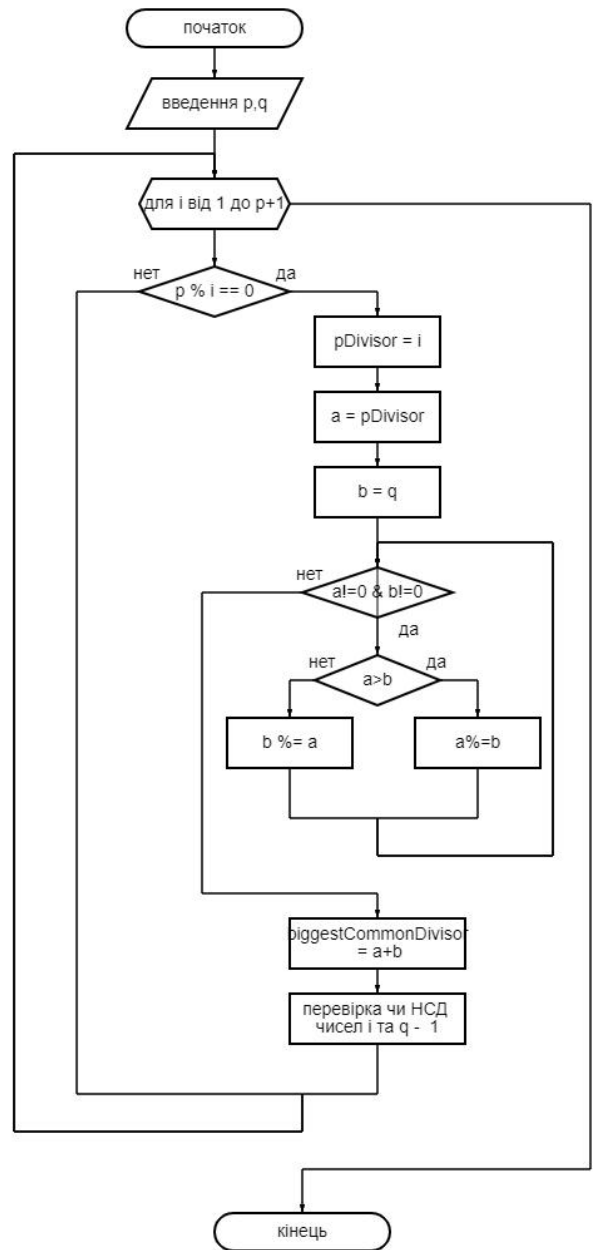 початок
введення p,q
для i від 1 до p+1
нет
да
p % i == 0
pDivisor = i
a = pDivisor
b = q
нет
a!=0 & b!=0
да
нет
да
a>b
b %= a
a%=b
biggestCommonDivisor
= a+b
перевірка чи НСД
чисел i та q - 1
кінець